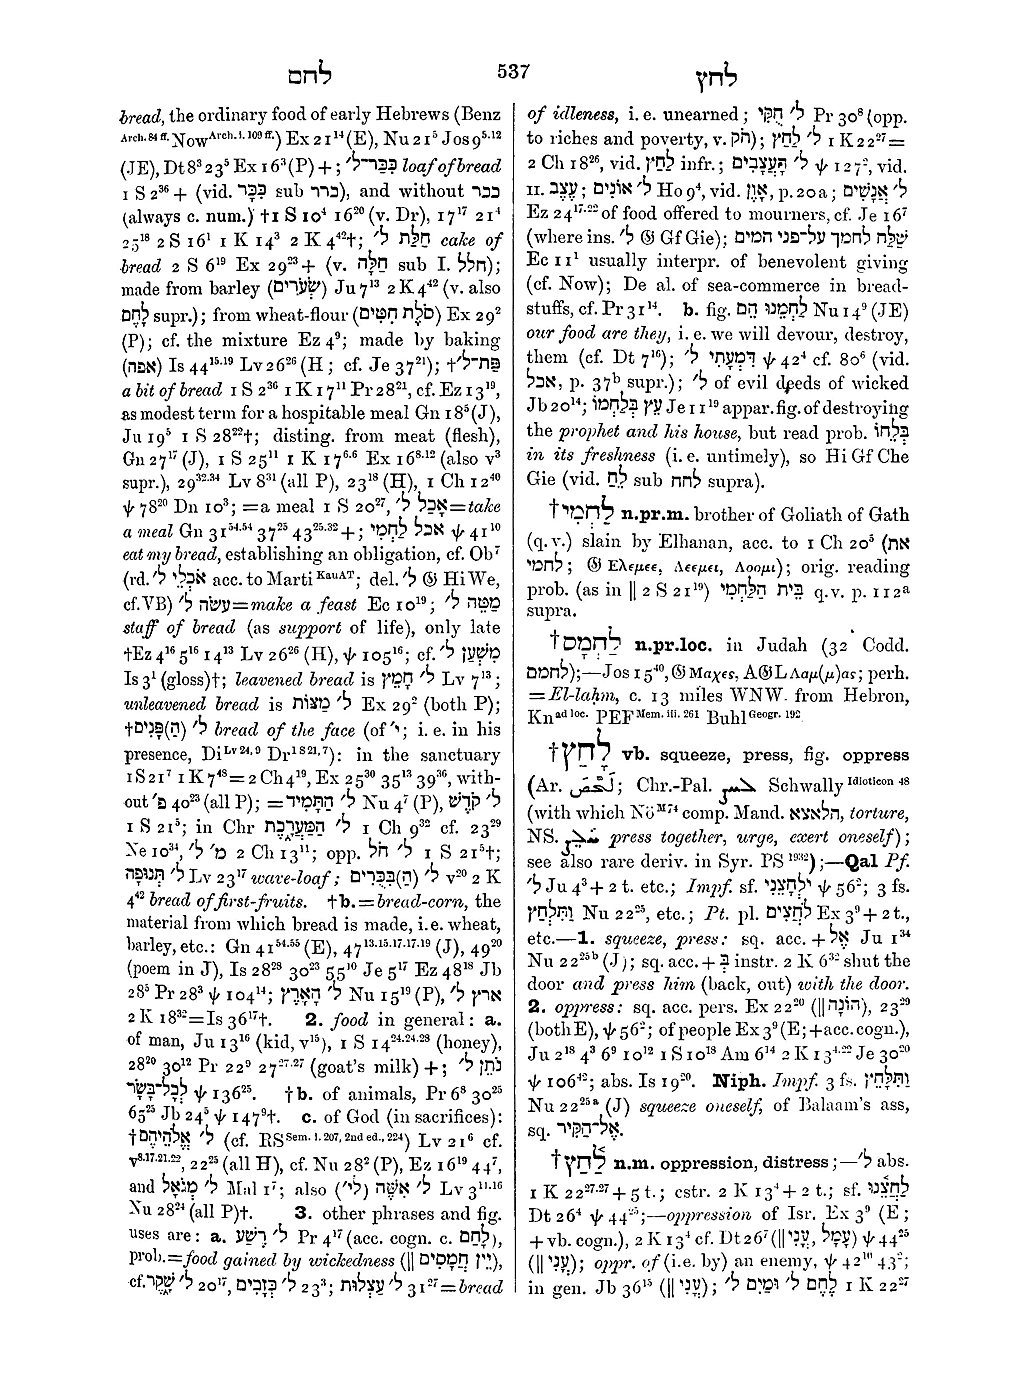 לחם
537
לחץ
bread, the ordinary food of early Hebrews (Benz
Arch. 84 ff. Now Arch. i. 109 ff.) Ex 21¹⁴ (E), Nu 21⁵ Jos 9⁵·¹²
(JE), Dt 8³ 23⁵ Ex 16³ (P) + ; כִּכַּר־ל׳ loaf of bread
1 S 2³⁶ + (vid. כִּכָּר sub כרר), and without ככר
(always c. num.) †1 S 10⁴ 16²⁰ (v. Dr), 17¹⁷ 21⁴
25¹⁸ 2 S 16¹ 1 K 14³ 2 K 4⁴²†; חַלַּת ל׳ cake of
bread 2 S 6¹⁹ Ex 29²³ + (v. חַלָּה sub I. חלל);
made from barley (שְׂעֹרִים) Ju 7¹³ 2 K 4⁴² (v. also
לֶחֶם supr.); from wheat-flour (סֹלֶת חִטִּים) Ex 29²
(P); cf. the mixture Ez 4⁹; made by baking
(אפה) Is 44¹⁵·¹⁹ Lv 26²⁶ (H; cf. Je 37²¹); †פַּת־ל׳
a bit of bread 1 S 2³⁶ 1 K 17¹¹ Pr 28²¹, cf. Ez 13¹⁹,
as modest term for a hospitable meal Gn 18⁵ (J),
Ju 19⁵ 1 S 28²²†; disting. from meat (flesh),
Gn 27¹⁷ (J), 1 S 25¹¹ 1 K 17⁶·⁶ Ex 16⁸·¹² (also v³
supr.), 29³²·³⁴ Lv 8³¹ (all P), 23¹⁸ (H), 1 Ch 12⁴⁰
ψ 78²⁰ Dn 10³; = a meal 1 S 20²⁷, אָכַל ל׳ = take
a meal Gn 31⁵⁴·⁵⁴ 37²⁵ 43²⁵·³² + ; אכל לַחְמִי ψ 41¹⁰
eat my bread, establishing an obligation, cf. Ob⁷
(rd. אֹכְלֵי ל׳ acc. to Marti KauAT; del. ל׳ 𝔊 Hi We,
cf. VB) עשׂה ל׳ = make a feast Ec 10¹⁹; מַטֵּה ל׳
staff of bread (as support of life), only late
†Ez 4¹⁶ 5¹⁶ 14¹³ Lv 26²⁶ (H), ψ 105¹⁶; cf. מִשְׁעַן ל׳
Is 3¹ (gloss)†; leavened bread is ל׳ חָמֵץ Lv 7¹³;
unleavened bread is ל׳ מַצּוֹת Ex 29² (both P);
†ל׳ (הַ)פָּנִים bread of the face (of י׳; i. e. in his
presence, Di Lv 24, 9 Dr 1 S 21, 7): in the sanctuary
1 S 21⁷ 1 K 7⁴⁸ = 2 Ch 4¹⁹, Ex 25³⁰ 35¹³ 39³⁶, with-
out פ׳ 40²³ (all P); = ל׳ הַתָּמִיד Nu 4⁷ (P), ל׳ קֹדֶשׁ
1 S 21⁵; in Chr ל׳ הַמַּעֲרֶכֶת 1 Ch 9³² cf. 23²⁹
Ne 10³⁴, ל׳ מ׳ 2 Ch 13¹¹; opp. ל׳ חֹל 1 S 21⁵†;
ל׳ תְּנוּפָה Lv 23¹⁷ wave-loaf; ל׳ (הַ)בִּכֻּרִים v²⁰ 2 K
4⁴² bread of first-fruits. †b. = bread-corn, the
material from which bread is made, i. e. wheat,
barley, etc.: Gn 41⁵⁴·⁵⁵ (E), 47¹³·¹⁵·¹⁷·¹⁷·¹⁹ (J), 49²⁰
(poem in J), Is 28²⁸ 30²³ 55¹⁰ Je 5¹⁷ Ez 48¹⁸ Jb
28⁵ Pr 28³ ψ 104¹⁴; ל׳ הָאָרֶץ Nu 15¹⁹ (P), ארץ ל׳
2 K 18³² = Is 36¹⁷†. 2. food in general: a.
of man, Ju 13¹⁶ (kid, v¹⁵), 1 S 14²⁴·²⁴·²⁸ (honey),
28²⁰ 30¹² Pr 22⁹ 27²⁷·²⁷ (goat's milk) + ; נֹתֵן ל׳
לְכָל־בָּשָׂר ψ 136²⁵. †b. of animals, Pr 6⁸ 30²⁵
65²⁵ Jb 24⁵ ψ 147⁹†. c. of God (in sacrifices):
†ל׳ אֱלֹהֵיהֶם (cf. RS Sem. i. 207, 2nd ed., 224) Lv 21⁶ cf.
v⁸·¹⁷·²¹·²², 22²⁵ (all H), cf. Nu 28² (P), Ez 16¹⁹ 44⁷,
and ל׳ מְגֹאָל Mal 1⁷; also ל׳ אִשֶּׁה (לי׳) Lv 3¹¹·¹⁶
Nu 28²⁴ (all P)†. 3. other phrases and fig.
uses are: a. ל׳ רֶשַׁע Pr 4¹⁷ (acc. cogn. c. לָחַם),
prob. = food gained by wickedness (‖ יֵין חֲמָסִים),
cf. ל׳ שֶׁקֶר 20¹⁷, ל׳ כְּזָבִים 23³; ל׳ עַצְלוּת 31²⁷ = bread
of idleness, i. e. unearned; ל׳ חֻקִּי Pr 30⁸ (opp.
to riches and poverty, v. חֹק); ל׳ לַחַץ 1 K 22²⁷ =
2 Ch 18²⁶, vid. לַחַץ infr.; ל׳ הָעֲצָבִים ψ 127², vid.
II. עֶצֶב; ל׳ אוֹנִים Ho 9⁴, vid. אָוֶן, p. 20a; ל׳ אֲנָשִׁים
Ez 24¹⁷·²² of food offered to mourners, cf. Je 16⁷
(where ins. ל׳ 𝔊 Gf Gie); שַׁלַּח לחמך על־פני המים
Ec 11¹ usually interpr. of benevolent giving
(cf. Now); De al. of sea-commerce in bread-
stuffs, cf. Pr 31¹⁴. b. fig. לַחְמֵנוּ הֵם Nu 14⁹ (JE)
our food are they, i. e. we will devour, destroy,
them (cf. Dt 7¹⁶); דִּמְעָתִי ל׳ ψ 42⁴ cf. 80⁶ (vid.
אכל, p. 37ᵇ supr.); ל׳ of evil deeds of wicked
Jb 20¹⁴; עֵץ בְּלַחְמוֹ Je 11¹⁹ appar. fig. of destroying
the prophet and his house, but read prob. בְּלֵחוֹ
in its freshness (i. e. untimely), so Hi Gf Che
Gie (vid. לֵחַ sub לחח supra).
†לַחְמִי n.pr.m. brother of Goliath of Gath
(q. v.) slain by Elhanan, acc. to 1 Ch 20⁵ (את
לחמי; 𝔊 Ελεμεε, Λεεμει, Λοομι); orig. reading
prob. (as in ‖ 2 S 21¹⁹) בֵּית הַלַּחְמִי q.v. p. 112ᵃ
supra.
†לַחְמָס n.pr.loc. in Judah (32 Codd.
לחמם);—Jos 15⁴⁰, 𝔊 Μαχες, A𝔊L Λαμ(μ)ας; perh.
= El-laḥm, c. 13 miles WNW. from Hebron,
Kn ad loc. PEF Mem. iii. 261 Buhl Geogr. 192
†לָחַץ vb. squeeze, press, fig. oppress
(Ar. لَحَصَ; Chr.-Pal. Schwally Idioticon 48
(with which Nö M 74 comp. Mand. הלאצא, torture,
NS. press together, urge, exert oneself);
see also rare deriv. in Syr. PS ¹⁹³²);—Qal Pf.
ל׳ Ju 4³ + 2 t. etc.; Impf. sf. יִלְחָצֵנִי ψ 56²; 3 fs.
וַתִּלְחַץ Nu 22²⁵, etc.; Pt. pl. לֹחֲצִים Ex 3⁹ + 2 t.,
etc.—1. squeeze, press: sq. acc. + אֶל Ju 1³⁴
Nu 22²⁵ᵇ (J); sq. acc. + בְּ instr. 2 K 6³² shut the
door and press him (back, out) with the door.
2. oppress: sq. acc. pers. Ex 22²⁰ (‖ הוֹנָה), 23²⁹
(both E), ψ 56²; of people Ex 3⁹ (E; + acc. cogn.),
Ju 2¹⁸ 4³ 6⁹ 10¹² 1 S 10¹⁸ Am 6¹⁴ 2 K 13⁴·²² Je 30²⁰
ψ 106⁴²; abs. Is 19²⁰. Niph. Impf. 3 fs. וַתִּלָּחֵץ
Nu 22²⁵ᵃ (J) squeeze oneself, of Balaam's ass,
sq. אֶל־הַקִּיר.
†לַחַץ n.m. oppression, distress;—ל׳ abs.
1 K 22²⁷·²⁷ + 5 t.; cstr. 2 K 13⁴ + 2 t.; sf. לַחֲצֵנוּ
Dt 26⁴ ψ 44²⁵;—oppression of Isr. Ex 3⁹ (E;
+ vb. cogn.), 2 K 13⁴ cf. Dt 26⁷ (‖ עֳנִי, עָמָל) ψ 44²⁵
(‖ עֳנִי); oppr. of (i. e. by) an enemy, ψ 42¹⁰ 43²;
in gen. Jb 36¹⁵ (‖ עֳנִי); לֶחֶם ל׳ וּמַיִם ל׳ 1 K 22²⁷